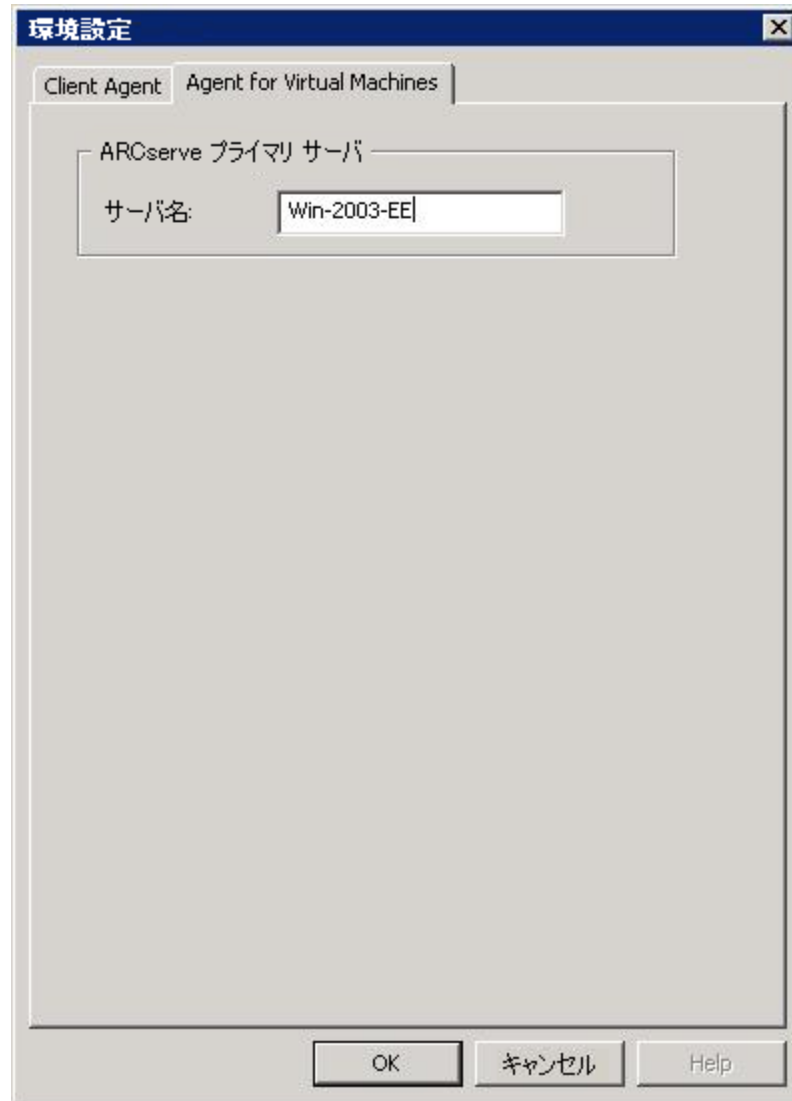 環境設定
Client Agent
Agent for Virtual Machines
ARCserve プライマリ サーバ
サーバ名: Win-2003-EE
OK キャンセル Help